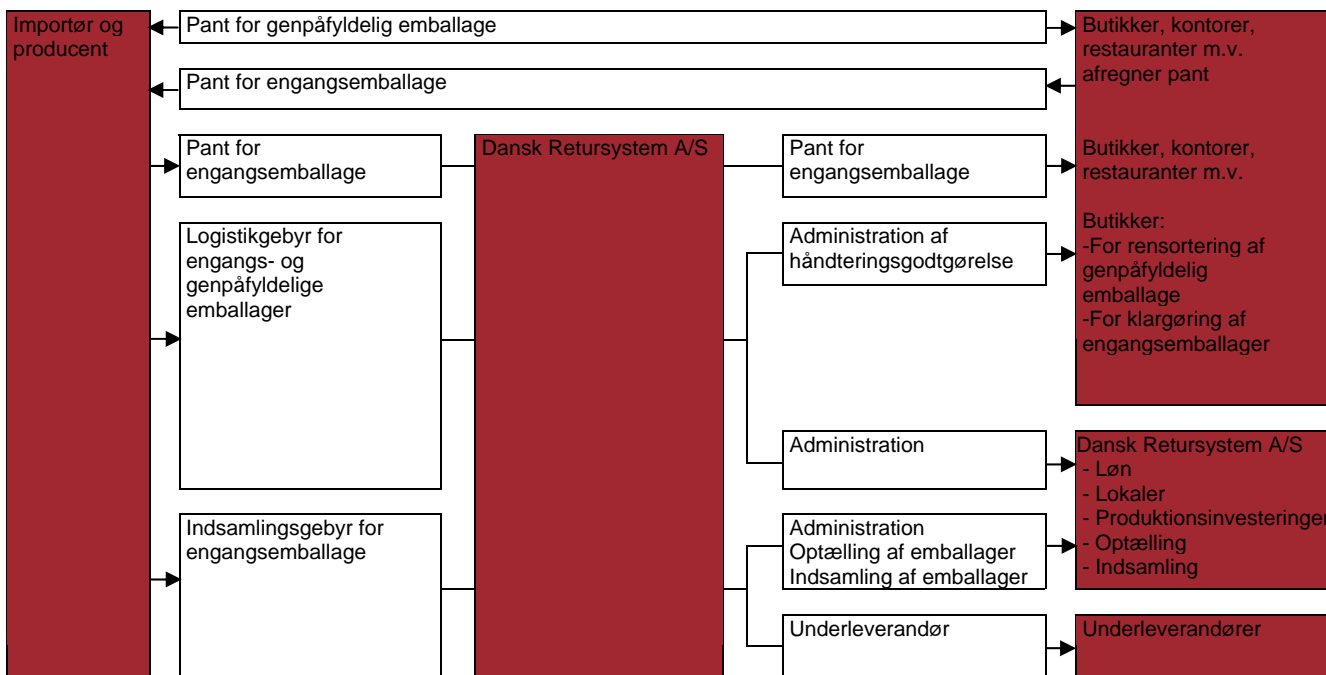 Importør og
producent
Pant for genpåfyldelig emballage
Butikker, kontorer,
restauranter m.v.
afregner pant
Pant for engangsemballage
Pant for
engangsemballage
Dansk Retursystem A/S
Pant for
engangsemballage
Butikker, kontorer,
restauranter m.v.
Logistikgebyr for
engangs- og
genpåfyldelige
emballager
Administration af
håndteringsgodtgørelse
Butikker:
-For rensortering af
genpåfyldelig
emballage
-For klargøring af
engangsemballager
Administration
Dansk Retursystem A/S
- Løn
- Lokaler
- Produktionsinvesteringer
- Optælling
- Indsamling
Indsamlingsgebyr for
engangsemballage
Administration
Optælling af emballager
Indsamling af emballager
Underleverandør
Underleverandører